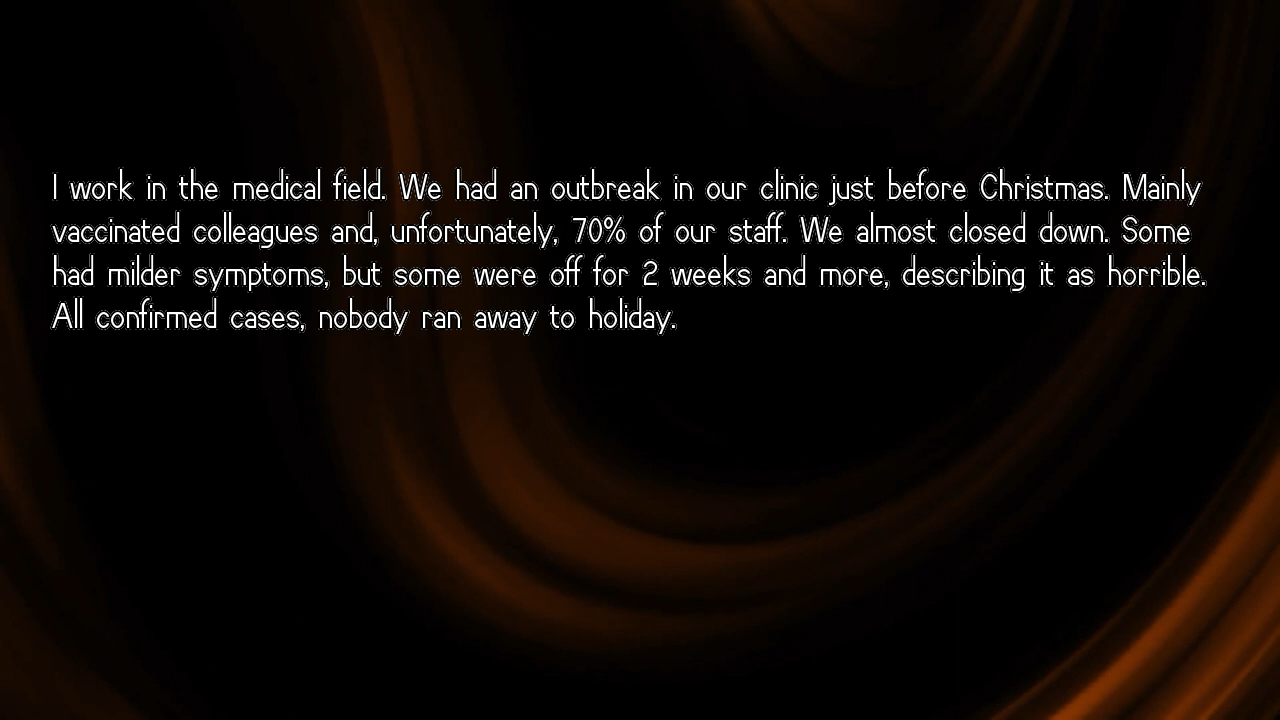 I work in the medical field. We had an outbreak in our clinic just before Christmas. Mainly
vaccinated colleagues and, unfortunately, 70% of our staff. We almost closed down. Some
had milder symptoms, but some were off for 2 weeks and more, describing it as horrible.
All confirmed cases, nobody ran away to holiday.